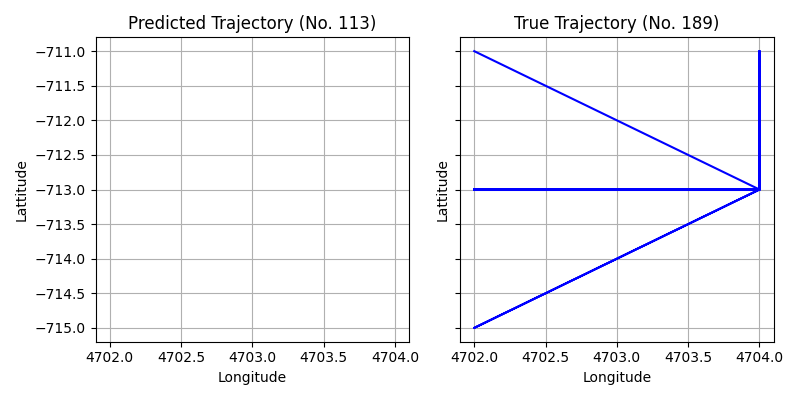 Predicted Trajectory (No. 113)
−711.0
−711.5
−712.0
−712.5
−713.0
−713.5
−714.0
−714.5
−715.0
Lattitude
4702.0 4702.5 4703.0 4703.5 4704.0
Longitude
True Trajectory (No. 189)
Lattitude
4702.0 4702.5 4703.0 4703.5 4704.0
Longitude